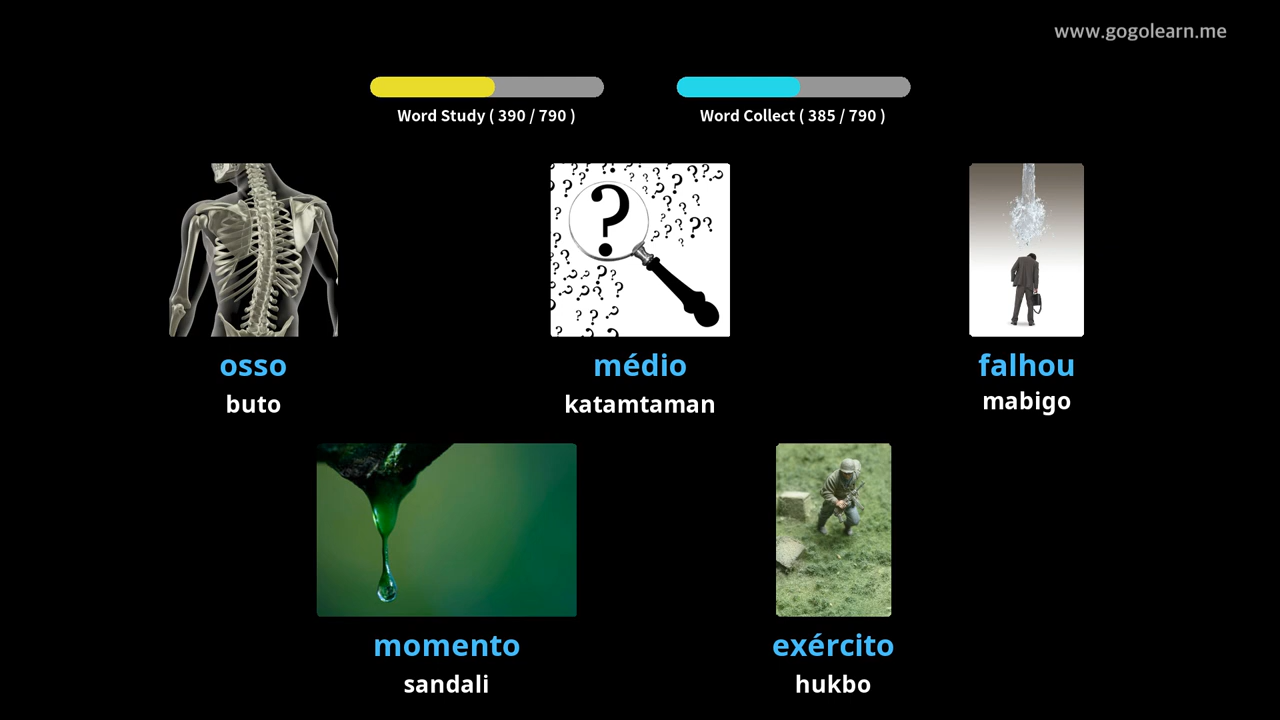 www.gogolearn.me
Word Study ( 390 / 790 )
Word Collect ( 385 / 790 )
osso
buto
médio
katamtaman
falhou
mabigo
momento
sandali
exército
hukbo